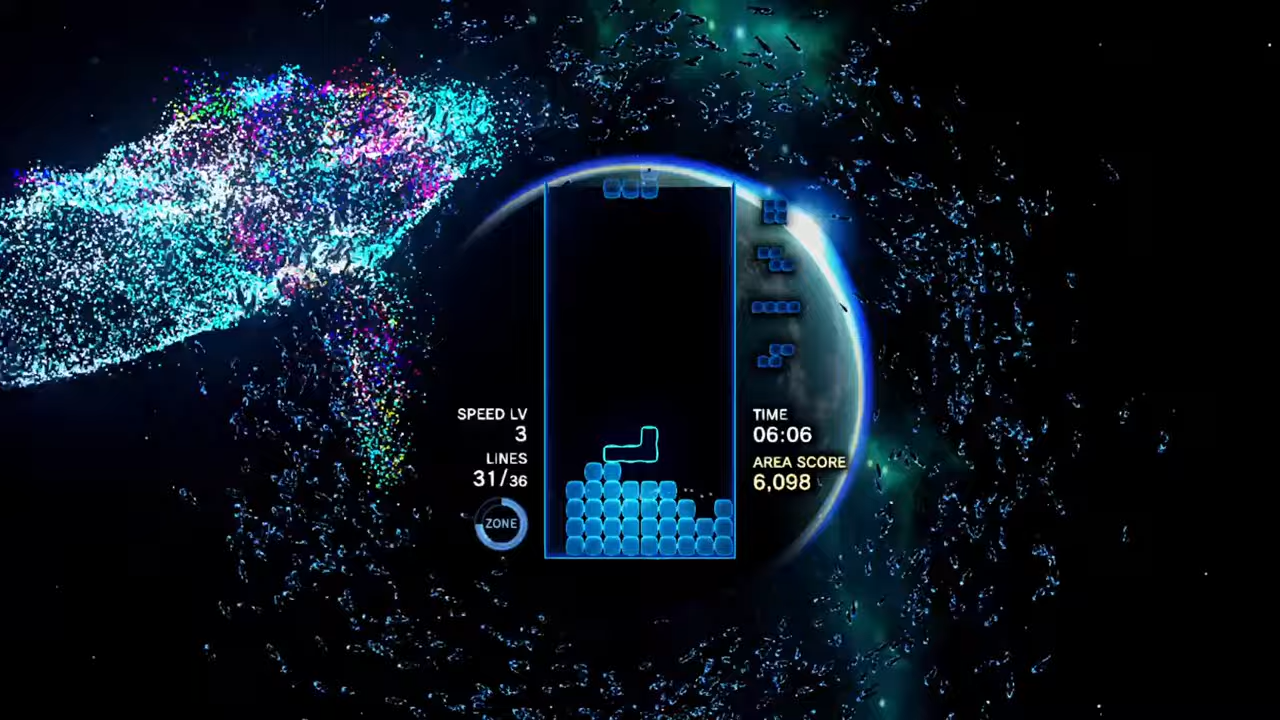 SPEED LV
3
LINES
31/36
ZONE
TIME
06:06
AREA SCORE
6,098